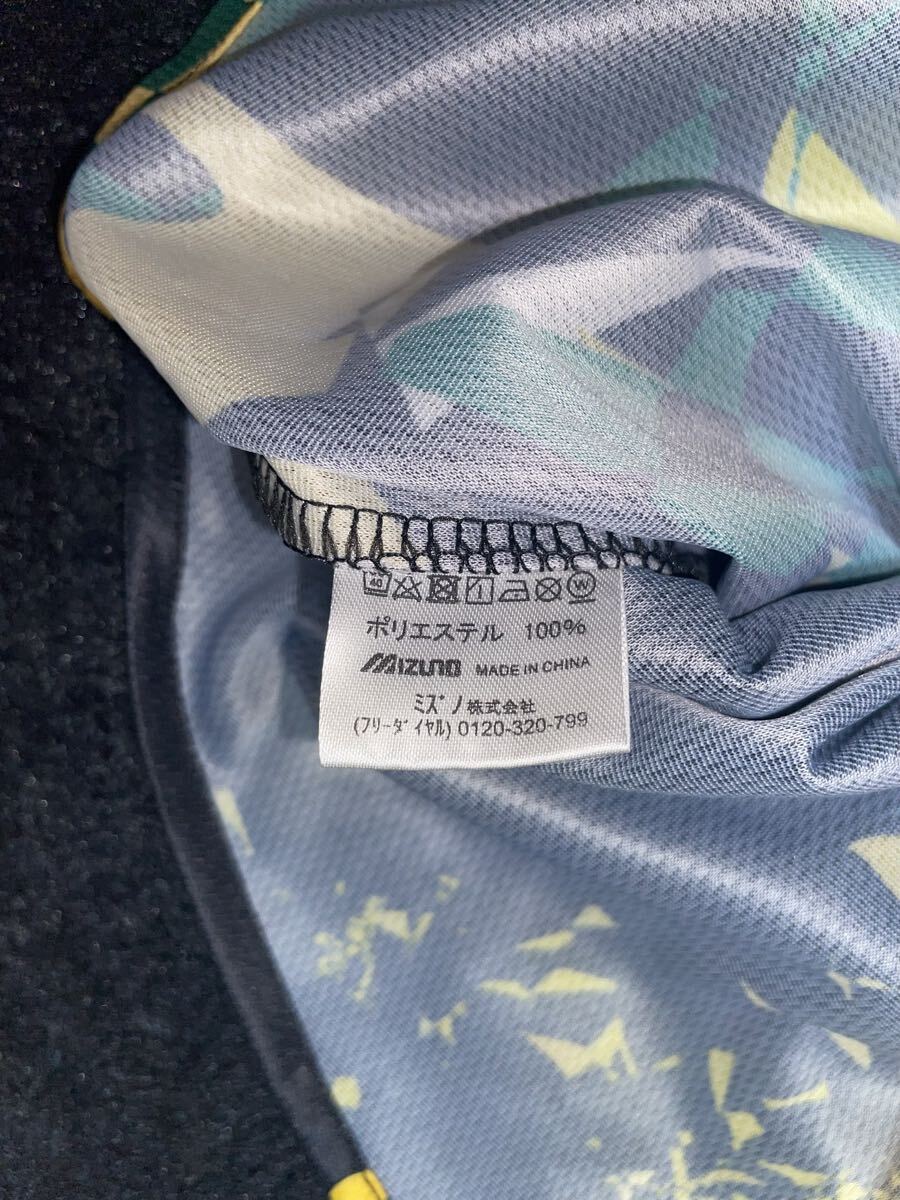 40 W
ポリエステル 100%
MIZUNO MADE IN CHINA
ミズノ株式会社
(フリーダイヤル) 0120-320-799